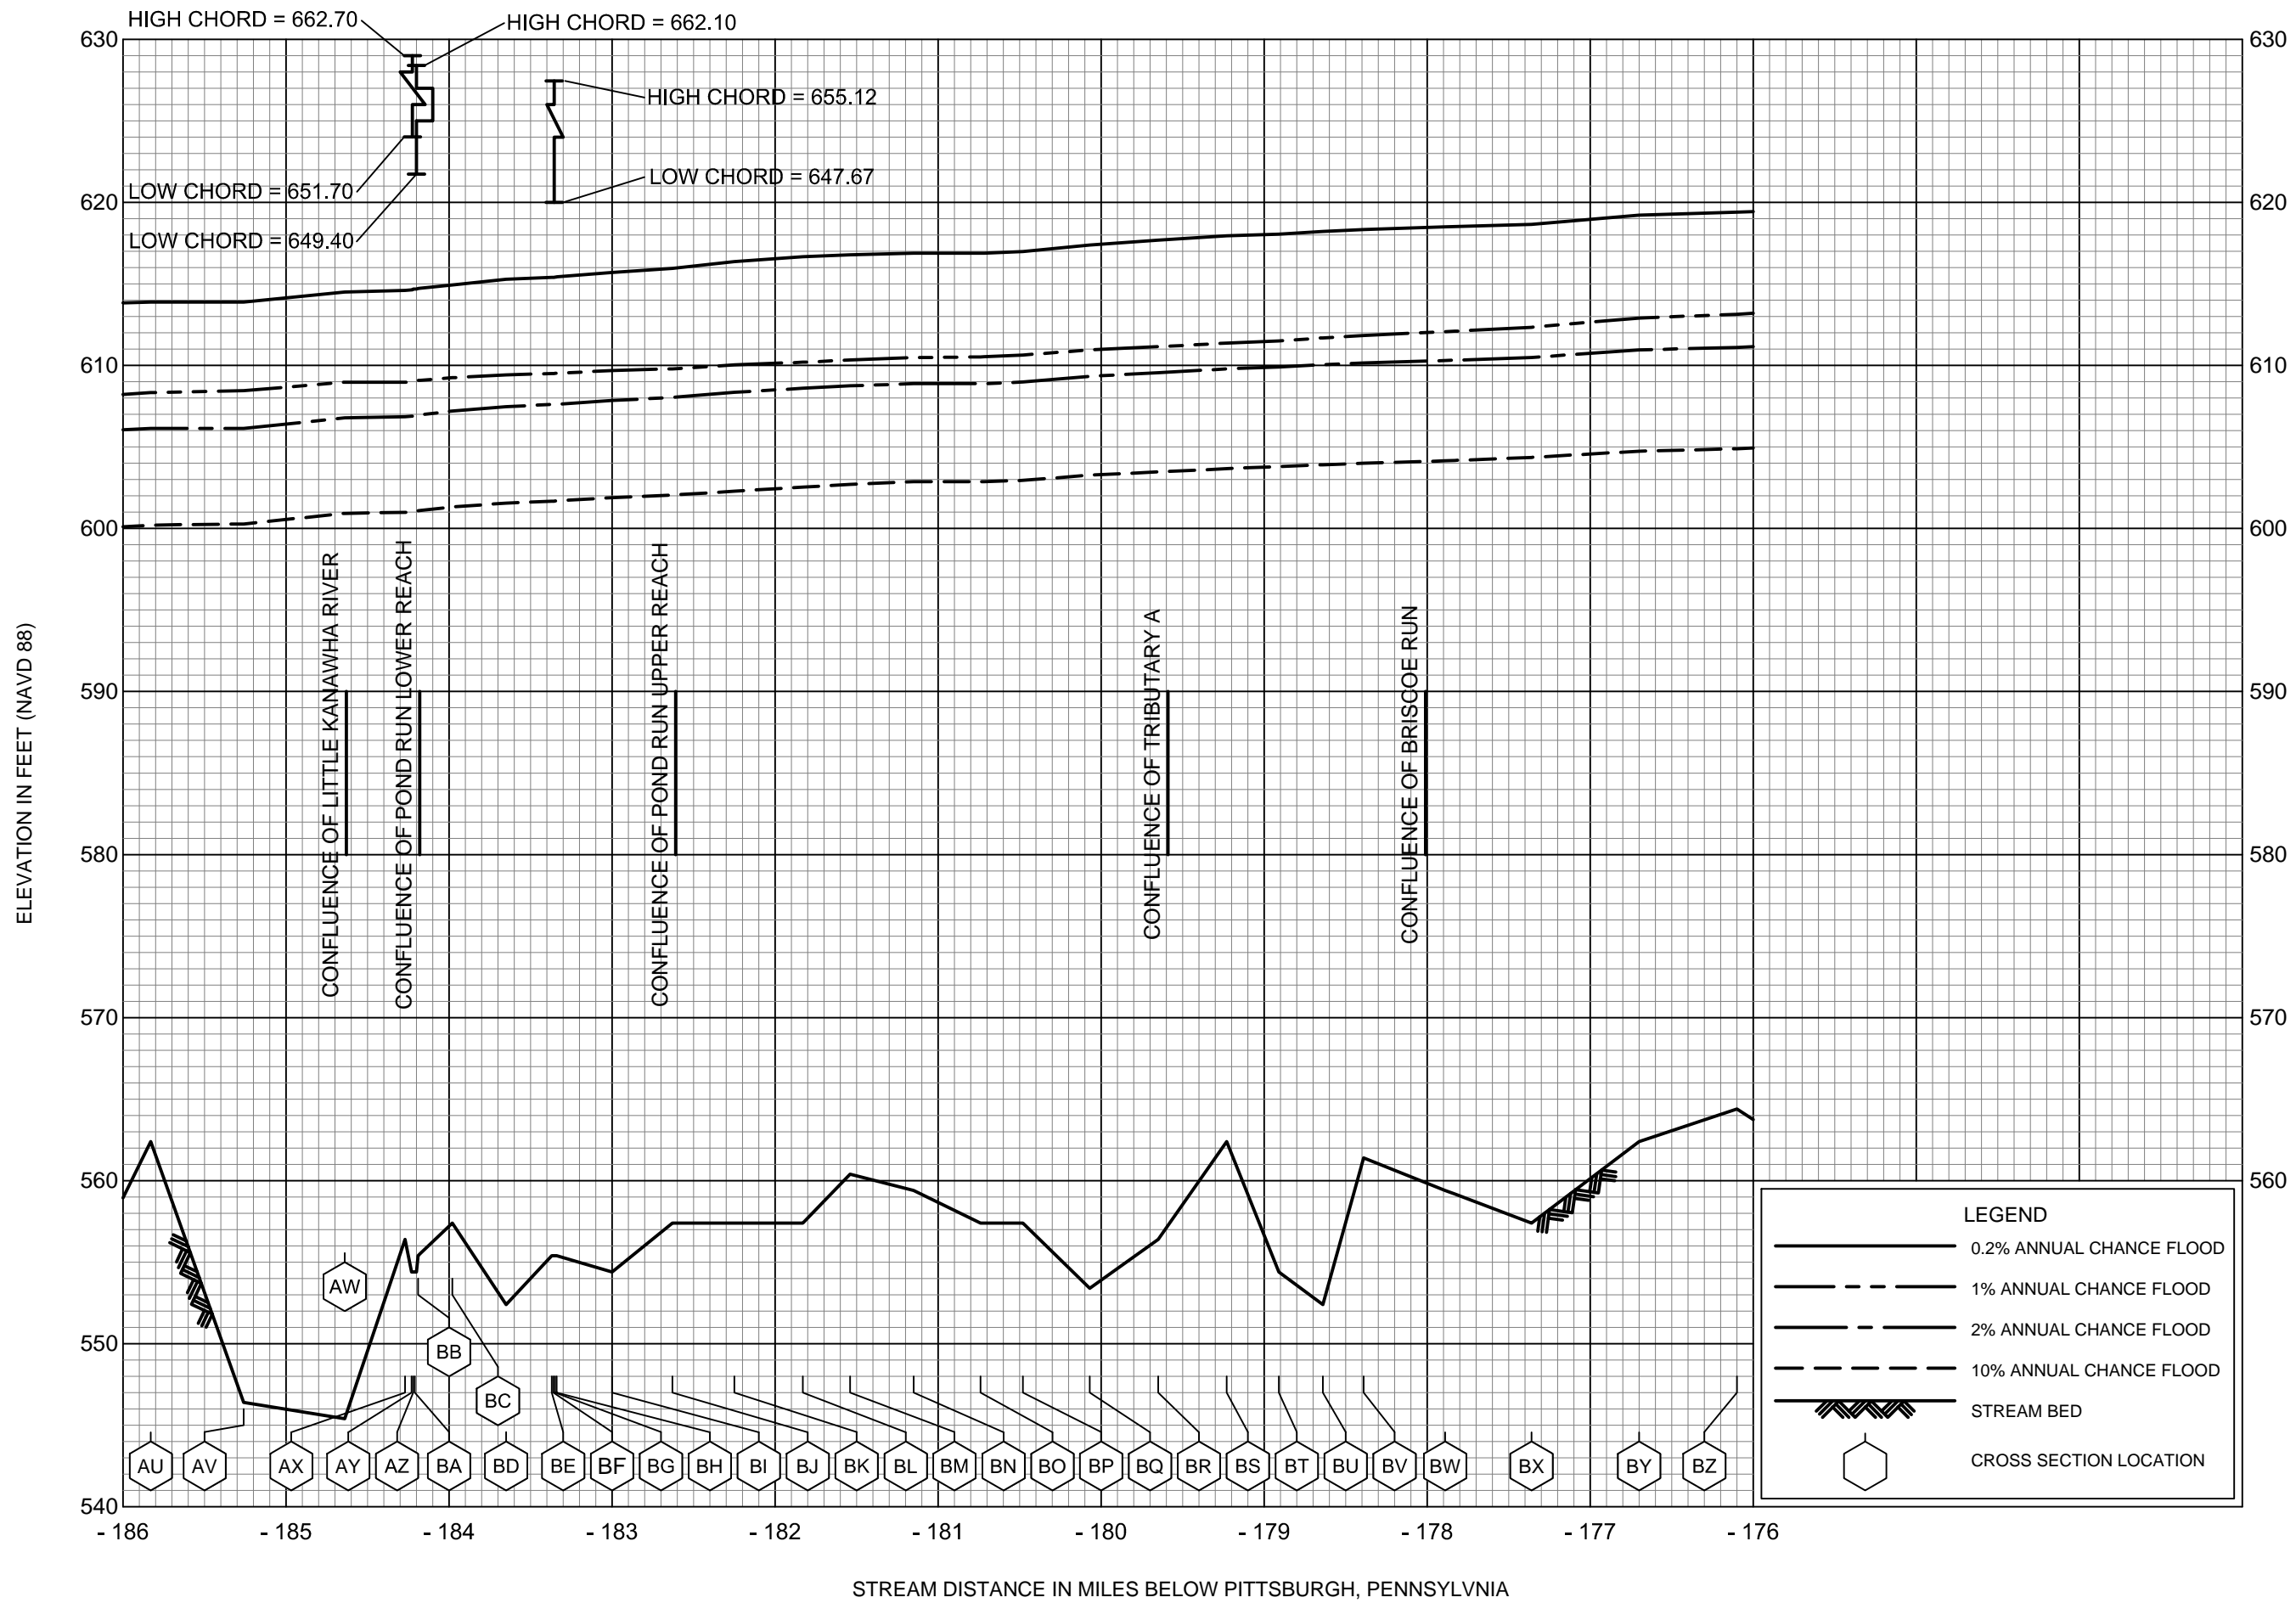 HIGH CHORD = 662.70
HIGH CHORD = 662.10
HIGH CHORD = 655.12
LOW CHORD = 651.70
LOW CHORD = 647.67
LOW CHORD = 649.40
630
620
610
600
590
580
570
560
550
540
630
620
610
600
590
580
570
560
ELEVATION IN FEET (NAVD 88)
CONFLUENCE OF LITTLE KANAWHA RIVER
CONFLUENCE OF POND RUN LOWER REACH
CONFLUENCE OF POND RUN UPPER REACH
CONFLUENCE OF TRIBUTARY A
CONFLUENCE OF BRISCOE RUN
AW
BB
BC
AU AV AX AY AZ BA BD BE BF BG BH BI BJ BK BL BM BN BO BP BQ BR BS BT BU BV BW BX BY BZ
LEGEND
0.2% ANNUAL CHANCE FLOOD
1% ANNUAL CHANCE FLOOD
2% ANNUAL CHANCE FLOOD
10% ANNUAL CHANCE FLOOD
STREAM BED
CROSS SECTION LOCATION
- 186 - 185 - 184 - 183 - 182 - 181 - 180 - 179 - 178 - 177 - 176
STREAM DISTANCE IN MILES BELOW PITTSBURGH, PENNSYLVNIA